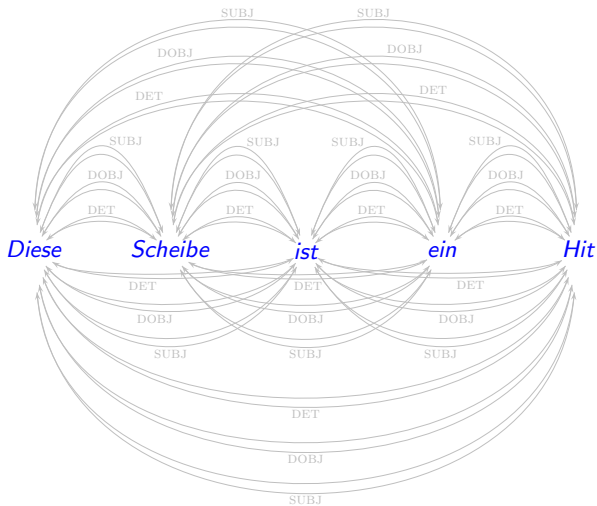 SUBJ SUBJ
DOBJ DOBJ
DET DET
SUBJ SUBJ SUBJ SUBJ
DOBJ DOBJ DOBJ DOBJ
DET DET DET DET
Diese Scheibe ist ein Hit
DET DET DET
DOBJ DOBJ DOBJ
SUBJ SUBJ SUBJ
DET
DOBJ
SUBJ